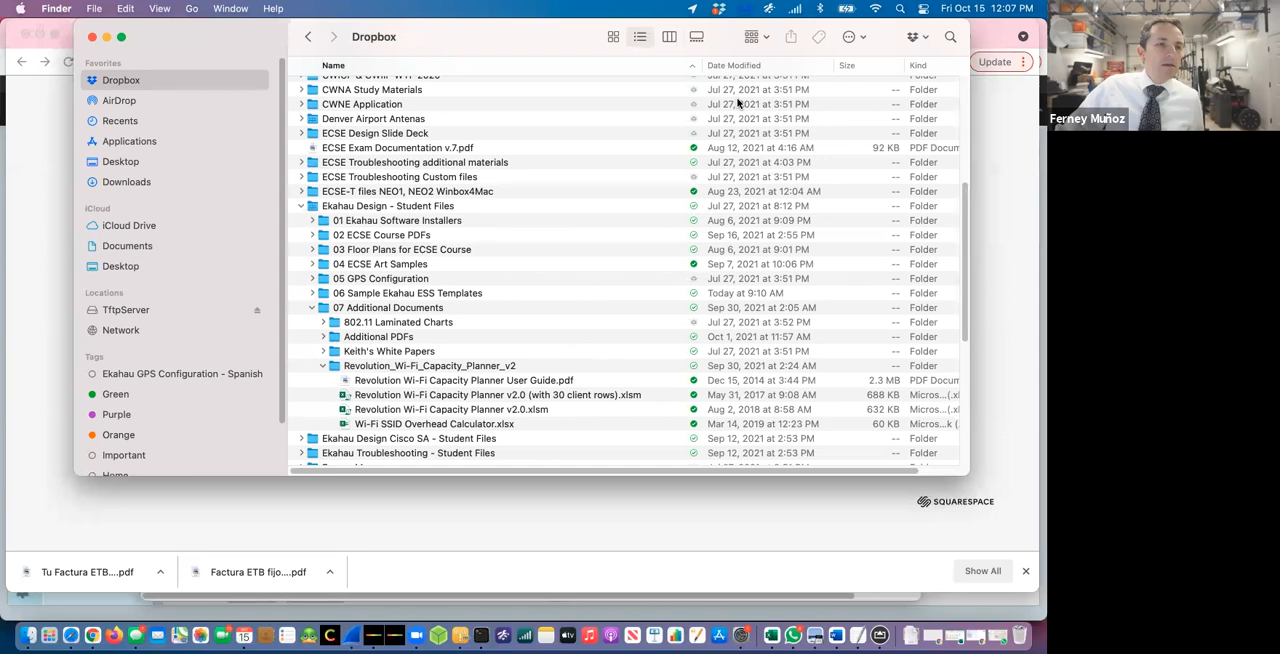 Finder File Edit View Go Window Help Fri Oct 15 12:07 PM
Dropbox
Update
Ferney Muñoz
Favorites
Dropbox
AirDrop
Recents
Applications
Desktop
Downloads
iCloud
iCloud Drive
Documents
Desktop
Locations
TftpServer
Network
Tags
Ekahau GPS Configuration - Spanish
Green
Purple
Orange
Important
Home
Name Date Modified Size Kind
CWNA Study Materials Jul 27, 2021 at 3:51 PM -- Folder
CWNE Application Jul 27, 2021 at 3:51 PM -- Folder
Denver Airport Antenas Jul 27, 2021 at 3:51 PM -- Folder
ECSE Design Slide Deck Jul 27, 2021 at 3:51 PM -- Folder
ECSE Exam Documentation v.7.pdf Aug 12, 2021 at 4:16 AM 92 KB PDF Docum
ECSE Troubleshooting additional materials Jul 27, 2021 at 4:03 PM -- Folder
ECSE Troubleshooting Custom files Jul 27, 2021 at 3:51 PM -- Folder
ECSE-T files NEO1, NEO2 Winbox4Mac Aug 23, 2021 at 12:04 AM -- Folder
Ekahau Design - Student Files Jul 27, 2021 at 8:12 PM -- Folder
01 Ekahau Software Installers Aug 6, 2021 at 9:09 PM -- Folder
02 ECSE Course PDFs Sep 16, 2021 at 2:55 PM -- Folder
03 Floor Plans for ECSE Course Aug 6, 2021 at 9:01 PM -- Folder
04 ECSE Art Samples Sep 7, 2021 at 10:06 PM -- Folder
05 GPS Configuration Jul 27, 2021 at 3:51 PM -- Folder
06 Sample Ekahau ESS Templates Today at 9:10 AM -- Folder
07 Additional Documents Sep 30, 2021 at 2:05 AM -- Folder
802.11 Laminated Charts Jul 27, 2021 at 3:52 PM -- Folder
Additional PDFs Oct 1, 2021 at 11:57 AM -- Folder
Keith's White Papers Jul 27, 2021 at 3:51 PM -- Folder
Revolution_Wi-Fi_Capacity_Planner_v2 Sep 30, 2021 at 2:24 AM -- Folder
Revolution Wi-Fi Capacity Planner User Guide.pdf Dec 15, 2014 at 3:44 PM 2.3 MB PDF Docum
Revolution Wi-Fi Capacity Planner v2.0 (with 30 client rows).xlsm May 31, 2017 at 9:08 AM 688 KB Micros...(.xl
Revolution Wi-Fi Capacity Planner v2.0.xlsm Aug 2, 2018 at 8:58 AM 632 KB Micros...(.xl
Wi-Fi SSID Overhead Calculator.xlsx Mar 14, 2019 at 12:23 PM 60 KB Micros...k (.
Ekahau Design Cisco SA - Student Files Sep 12, 2021 at 2:53 PM -- Folder
Ekahau Troubleshooting - Student Files Sep 12, 2021 at 2:53 PM -- Folder
SQUARESPACE
Tu Factura ETB....pdf Factura ETB fijo....pdf Show All
15